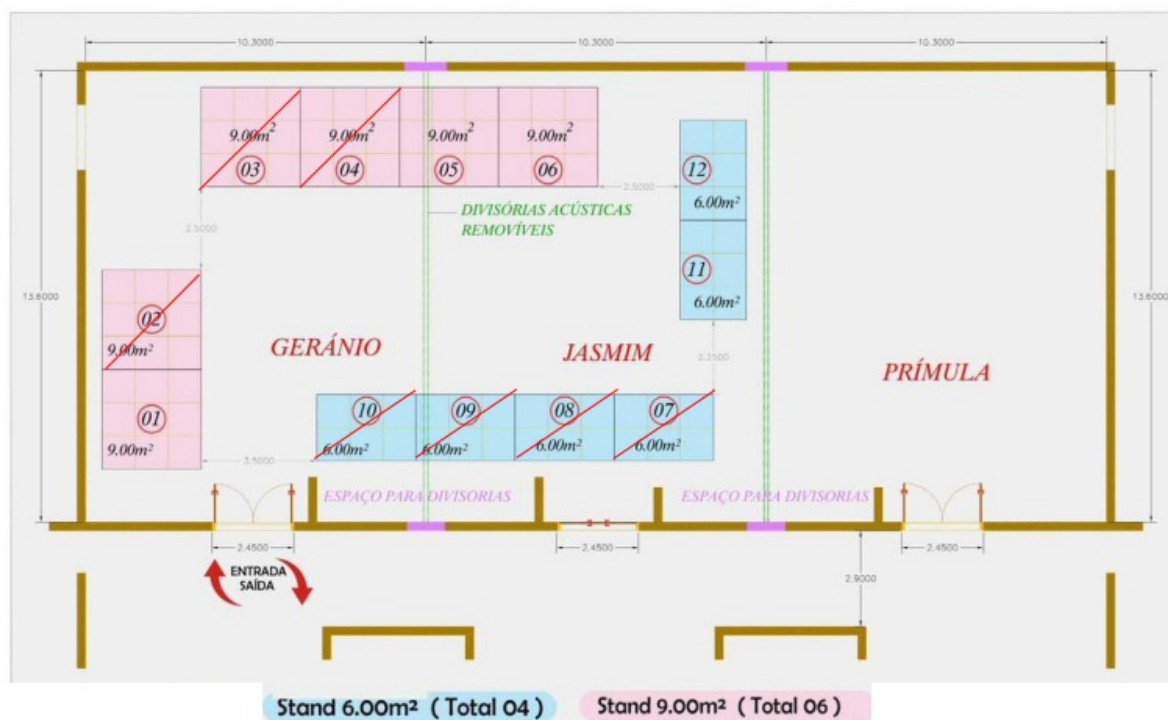 10.3000 10.3000 10.3000
9.00m² 9.00m² 9.00m² 9.00m²
03 04 05 06
12
6.00m²
2.5000
DIVISÓRIAS ACÚSTICAS
REMOVÍVEIS
2.5000
11
6.00m²
13.6000
13.6000
02
9.00m²
GERÁNIO
JASMIM
2.2500
PRÍMULA
01
9.00m²
10 09 08 07
6.00m² 6.00m² 6.00m² 6.00m²
3.5000
ESPAÇO PARA DIVISORIAS
ESPAÇO PARA DIVISORIAS
2.4500 2.4500 2.4500
ENTRADA
SAÍDA
2.9000
Stand 6.00m² ( Total 04 )
Stand 9.00m² ( Total 06 )